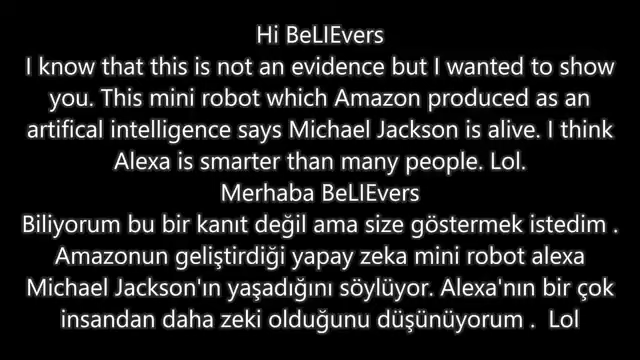 Hi BeLIEvers
I know that this is not an evidence but I wanted to show
you. This mini robot which Amazon produced as an
artifical intelligence says Michael Jackson is alive. I think
Alexa is smarter than many people. Lol.
Merhaba BeLIEvers
Biliyorum bu bir kanıt değil ama size göstermek istedim .
Amazonun geliştirdiği yapay zeka mini robot alexa
Michael Jackson'ın yaşadığını söylüyor. Alexa'nın bir çok
insandan daha zeki olduğunu düşünüyorum .  Lol